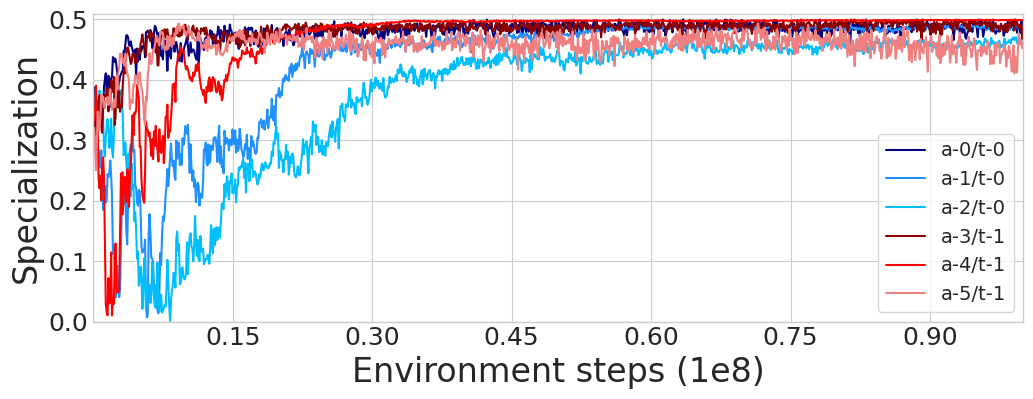 Specialization
0.5
0.4
0.3
0.2
0.1
0.0
0.15 0.30 0.45 0.60 0.75 0.90
Environment steps (1e8)
a-0/t-0
a-1/t-0
a-2/t-0
a-3/t-1
a-4/t-1
a-5/t-1